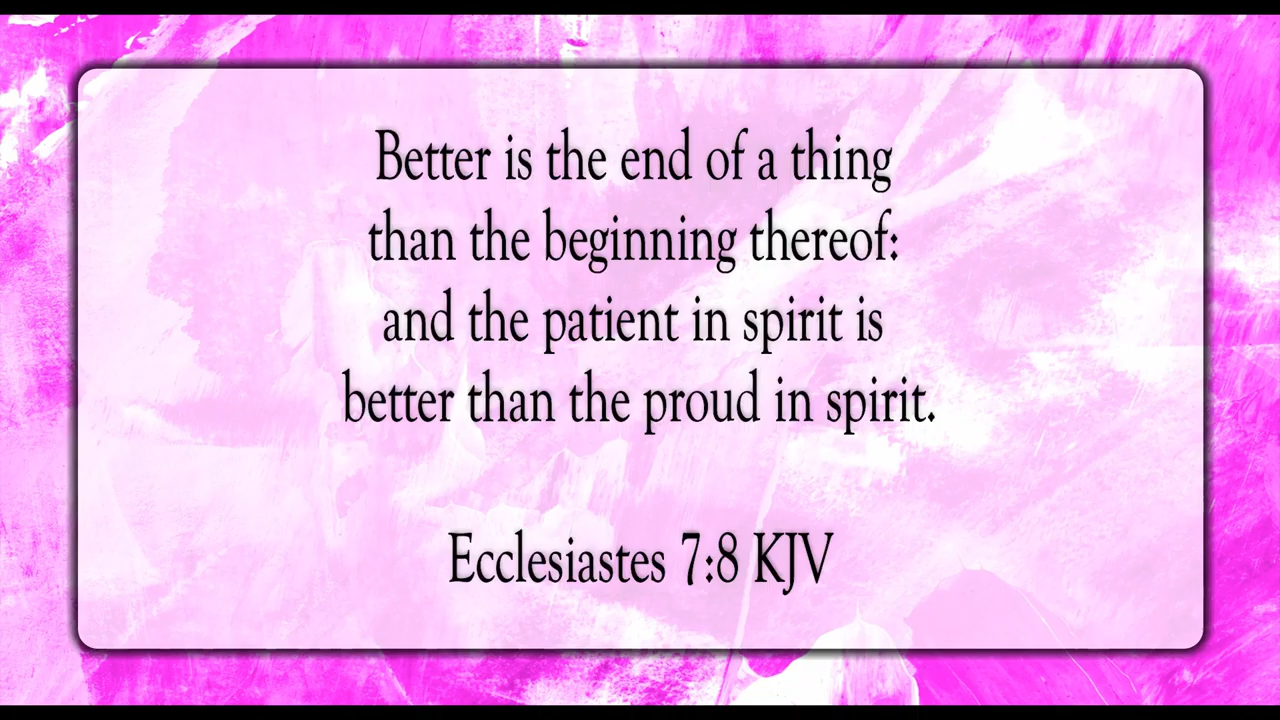 Better is the end of a thing
than the beginning thereof:
and the patient in spirit is
better than the proud in spirit.
Ecclesiastes 7:8 KJV